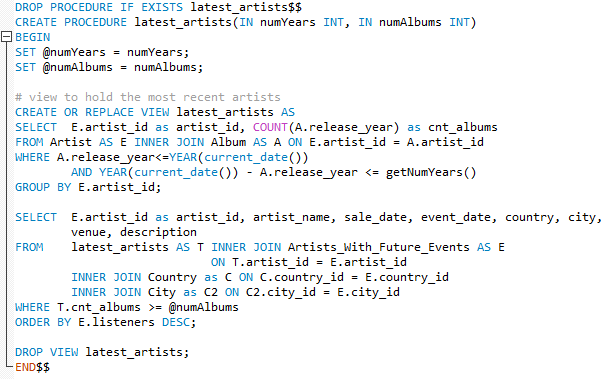 DROP PROCEDURE IF EXISTS latest_artists$$
CREATE PROCEDURE latest_artists(IN numYears INT, IN numAlbums INT)
BEGIN
SET @numYears = numYears;
SET @numAlbums = numAlbums;
# view to hold the most recent artists
CREATE OR REPLACE VIEW latest_artists AS
SELECT E.artist_id as artist_id, COUNT(A.release_year) as cnt_albums
FROM Artist AS E INNER JOIN Album AS A ON E.artist_id = A.artist_id
WHERE A.release_year<=YEAR(current_date())
AND YEAR(current_date()) - A.release_year <= getNumYears()
GROUP BY E.artist_id;
SELECT E.artist_id as artist_id, artist_name, sale_date, event_date, country, city,
venue, description
FROM latest_artists AS T INNER JOIN Artists_With_Future_Events AS E
ON T.artist_id = E.artist_id
INNER JOIN Country as C ON C.country_id = E.country_id
INNER JOIN City as C2 ON C2.city_id = E.city_id
WHERE T.cnt_albums >= @numAlbums
ORDER BY E.listeners DESC;
DROP VIEW latest_artists;
END$$